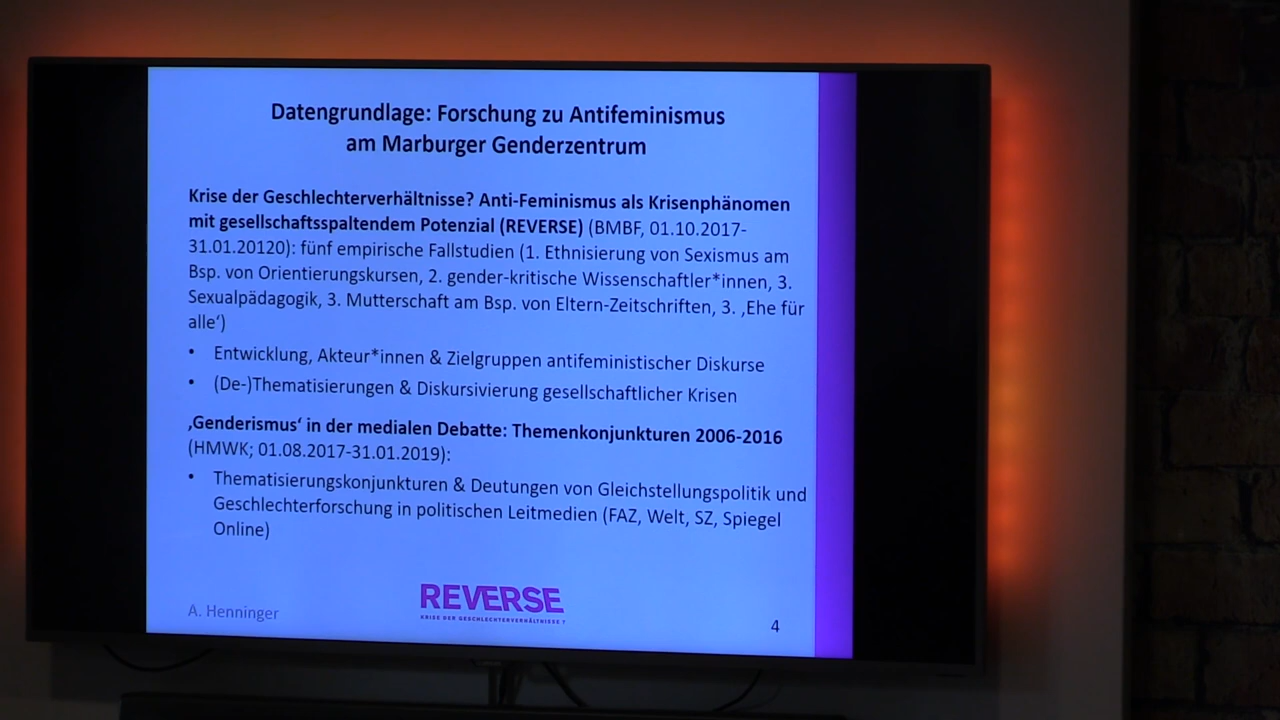 Datengrundlage: Forschung zu Antifeminismus
am Marburger Genderzentrum
Krise der Geschlechterverhältnisse? Anti-Feminismus als Krisenphänomen
mit gesellschaftsspaltendem Potenzial (REVERSE) (BMBF, 01.10.2017-
31.01.20120): fünf empirische Fallstudien (1. Ethnisierung von Sexismus am
Bsp. von Orientierungskursen, 2. gender-kritische Wissenschaftler*innen, 3.
Sexualpädagogik, 3. Mutterschaft am Bsp. von Eltern-Zeitschriften, 3. ‚Ehe für
alle‘)
• Entwicklung, Akteur*innen & Zielgruppen antifeministischer Diskurse
• (De-)Thematisierungen & Diskursivierung gesellschaftlicher Krisen
‚Genderismus‘ in der medialen Debatte: Themenkonjunkturen 2006-2016
(HMWK; 01.08.2017-31.01.2019):
• Thematisierungskonjunkturen & Deutungen von Gleichstellungspolitik und
Geschlechterforschung in politischen Leitmedien (FAZ, Welt, SZ, Spiegel
Online)
REVERSE
KRISE DER GESCHLECHTERVERHÄLTNISSE ?
A. Henninger
4